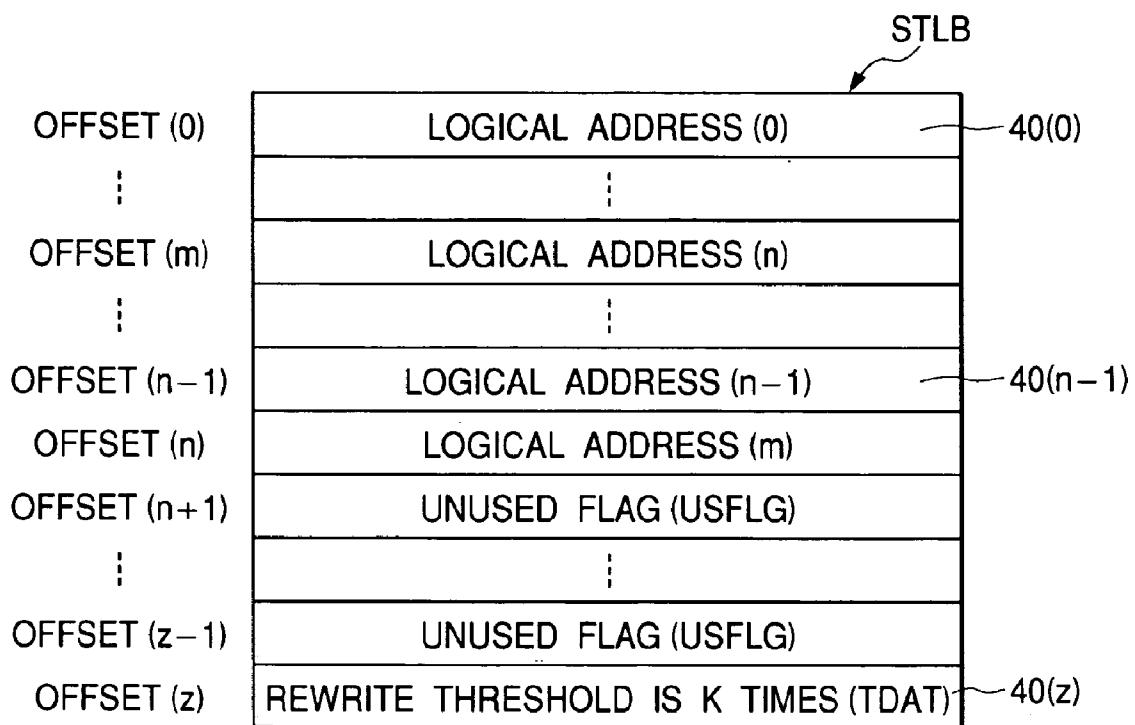 STLB
OFFSET (0) LOGICAL ADDRESS (0) 40(0)
OFFSET (m) LOGICAL ADDRESS (n)
OFFSET (n−1) LOGICAL ADDRESS (n−1) 40(n−1)
OFFSET (n) LOGICAL ADDRESS (m)
OFFSET (n+1) UNUSED FLAG (USFLG)
OFFSET (z−1) UNUSED FLAG (USFLG)
OFFSET (z) REWRITE THRESHOLD IS K TIMES (TDAT) 40(z)